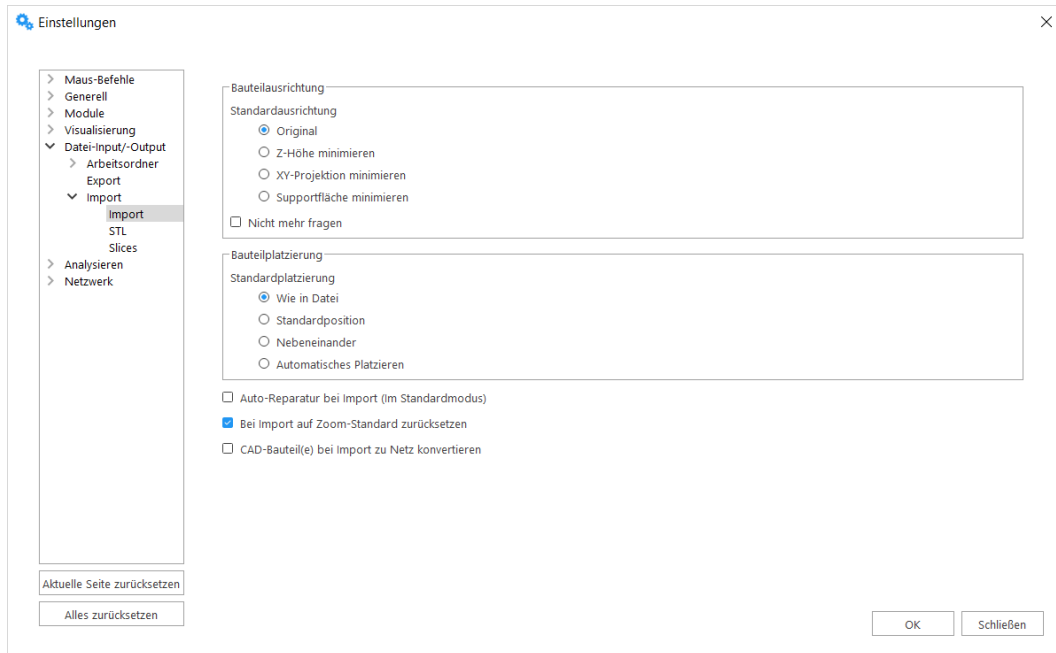 Einstellungen
Maus-Befehle
Generell
Module
Visualisierung
Datei-Input/-Output
Arbeitsordner
Export
Import
Import
STL
Slices
Analysieren
Netzwerk
Aktuelle Seite zurücksetzen
Alles zurücksetzen
Bauteilausrichtung
Standardausrichtung
Original
Z-Höhe minimieren
XY-Projektion minimieren
Supportfläche minimieren
Nicht mehr fragen
Bauteilplatzierung
Standardplatzierung
Wie in Datei
Standardposition
Nebeneinander
Automatisches Platzieren
Auto-Reparatur bei Import (Im Standardmodus)
Bei Import auf Zoom-Standard zurücksetzen
CAD-Bauteil(e) bei Import zu Netz konvertieren
OK
Schließen